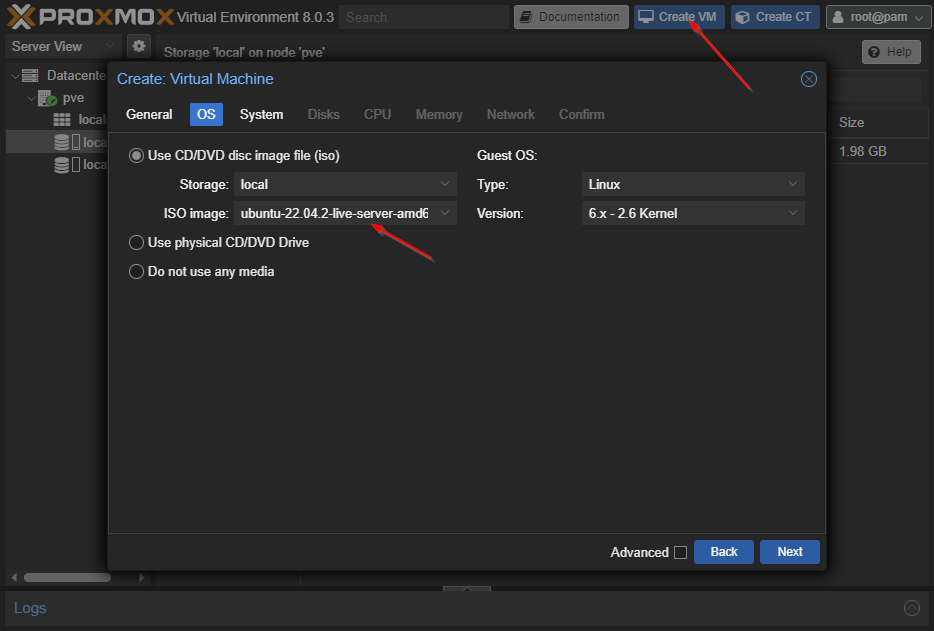 PROXMOX Virtual Environment 8.0.3 Search Documentation Create VM Create CT root@pam
Server View Storage 'local' on node 'pve' Help
Create: Virtual Machine
Datacente
pve
General OS System Disks CPU Memory Network Confirm
local
Size
loca
1.98 GB
loca
Use CD/DVD disc image file (iso) Guest OS:
Storage: local Type: Linux
ISO image: ubuntu-22.04.2-live-server-amd6 Version: 6.x - 2.6 Kernel
Use physical CD/DVD Drive
Do not use any media
Advanced Back Next
Logs